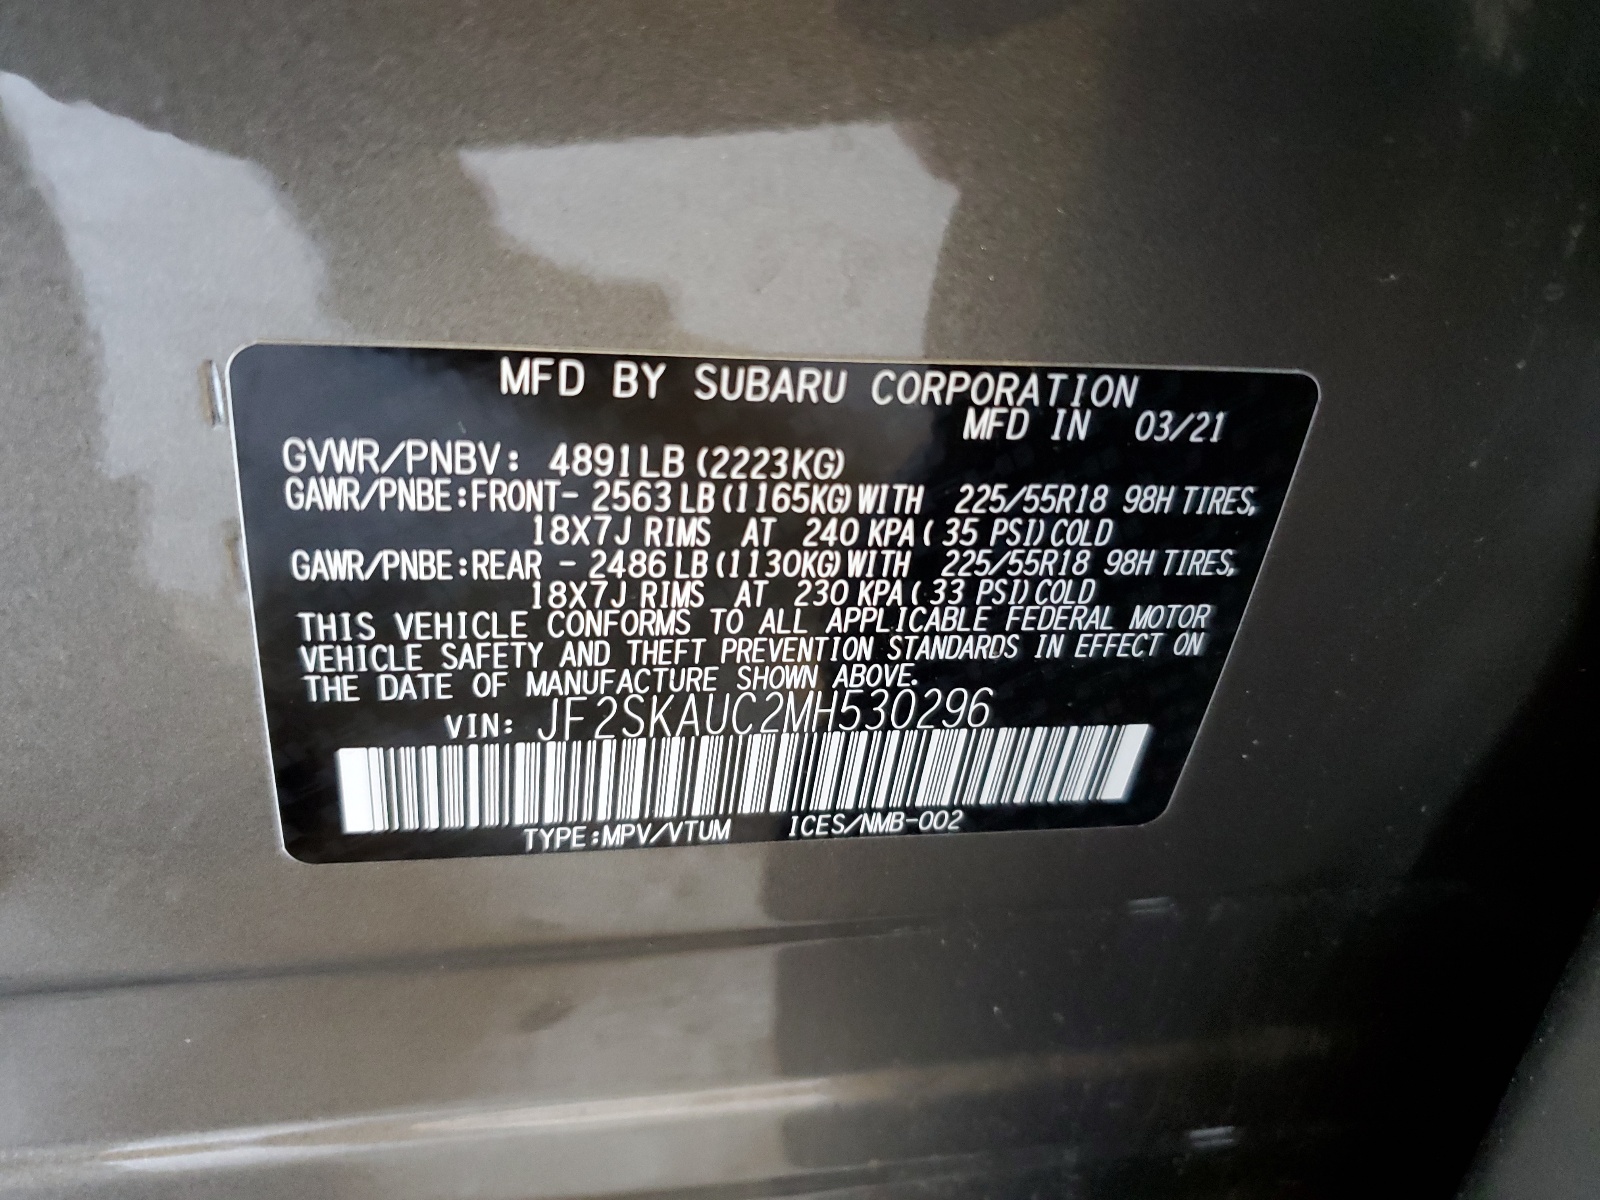 MFD BY SUBARU CORPORATION
MFD IN 03/21
GVWR/PNBV: 4891LB (2223KG)
GAWR/PNBE:FRONT- 2563 LB (1165KG) WITH 225/55R18 98H TIRES,
18X7J RIMS AT 240 KPA ( 35 PSI) COLD
GAWR/PNBE:REAR - 2486 LB (1130KG) WITH 225/55R18 98H TIRES,
18X7J RIMS AT 230 KPA ( 33 PSI) COLD
THIS VEHICLE CONFORMS TO ALL APPLICABLE FEDERAL MOTOR
VEHICLE SAFETY AND THEFT PREVENTION STANDARDS IN EFFECT ON
THE DATE OF MANUFACTURE SHOWN ABOVE.
VIN: JF2SKAUC2MH530296
TYPE:MPV/VTUM ICES/NMB-002